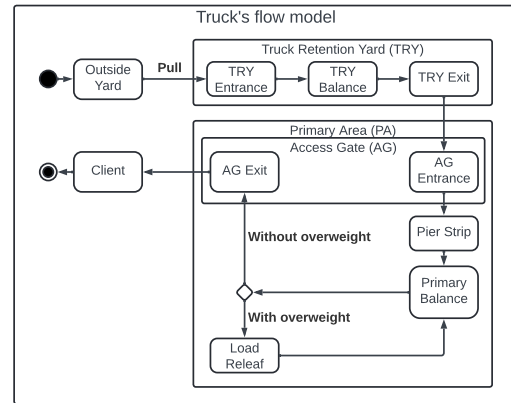 Truck's flow model
Truck Retention Yard (TRY)
Outside
Yard
Pull
TRY
Entrance
TRY
Balance
TRY Exit
Primary Area (PA)
Access Gate (AG)
Client
AG Exit
AG
Entrance
Pier Strip
Without overweight
Primary
Balance
With overweight
Load
Releaf